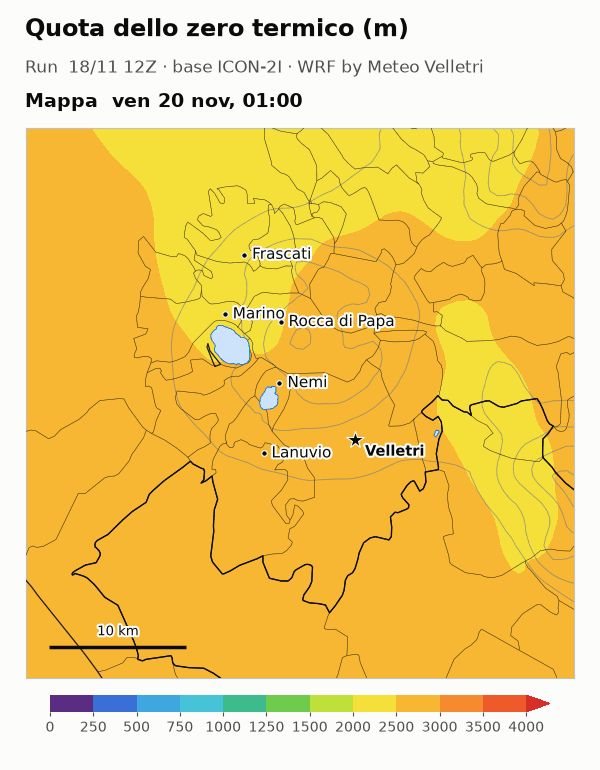 Quota dello zero termico (m)
Run  18/11 12Z · base ICON-2I · WRF by Meteo Velletri
Mappa  ven 20 nov, 01:00
Frascati
Marino
Rocca di Papa
Nemi
Velletri
Lanuvio
10 km
0 250 500 750 1000 1250 1500 2000 2500 3000 3500 4000